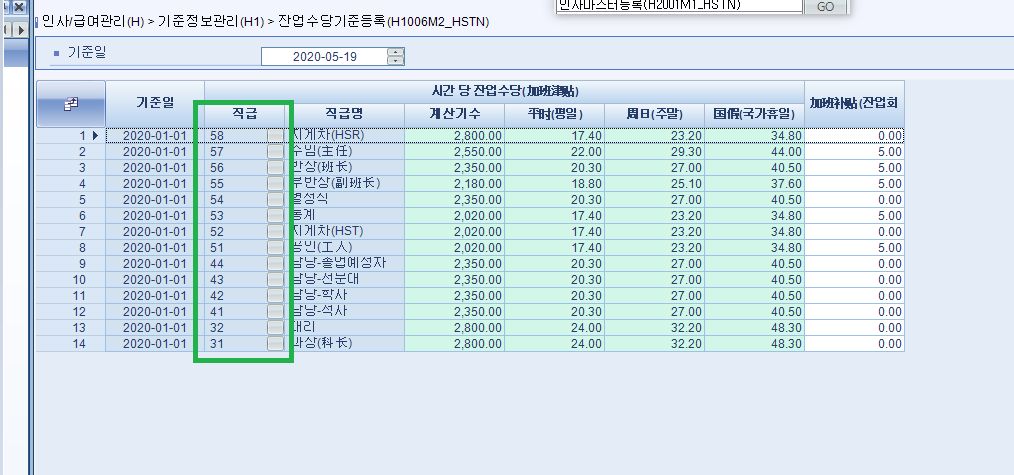 인사마스터등록(H2001M1_HSTN) GO
인사/급여관리(H) > 기준정보관리(H1) > 잔업수당기준등록(H1006M2_HSTN)
기준일 2020-05-19
기준일 시간 당 잔업수당(加班津贴) 加班补贴(잔업회
직급 직급명 계산기수 平时(평일) 周日(주말) 国假(국가휴일)
1 2020-01-01 58 지게차(HSR) 2,800.00 17.40 23.20 34.80 0.00
2 2020-01-01 57 주임(主任) 2,550.00 22.00 29.30 44.00 5.00
3 2020-01-01 56 반장(班长) 2,350.00 20.30 27.00 40.50 5.00
4 2020-01-01 55 부반장(副班长) 2,180.00 18.80 25.10 37.60 5.00
5 2020-01-01 54 2,350.00 20.30 27.00 40.50 0.00
6 2020-01-01 53 통계 2,020.00 17.40 23.20 34.80 5.00
7 2020-01-01 52 지게차(HST) 2,020.00 17.40 23.20 34.80 0.00
8 2020-01-01 51 공인(工人) 2,020.00 17.40 23.20 34.80 5.00
9 2020-01-01 44 2,350.00 20.30 27.00 40.50 0.00
10 2020-01-01 43 2,350.00 20.30 27.00 40.50 0.00
11 2020-01-01 42 담당-학사 2,350.00 20.30 27.00 40.50 0.00
12 2020-01-01 41 담당-석사 2,350.00 20.30 27.00 40.50 0.00
13 2020-01-01 32 대리 2,800.00 24.00 32.20 48.30 0.00
14 2020-01-01 31 과장(科长) 2,800.00 24.00 32.20 48.30 0.00